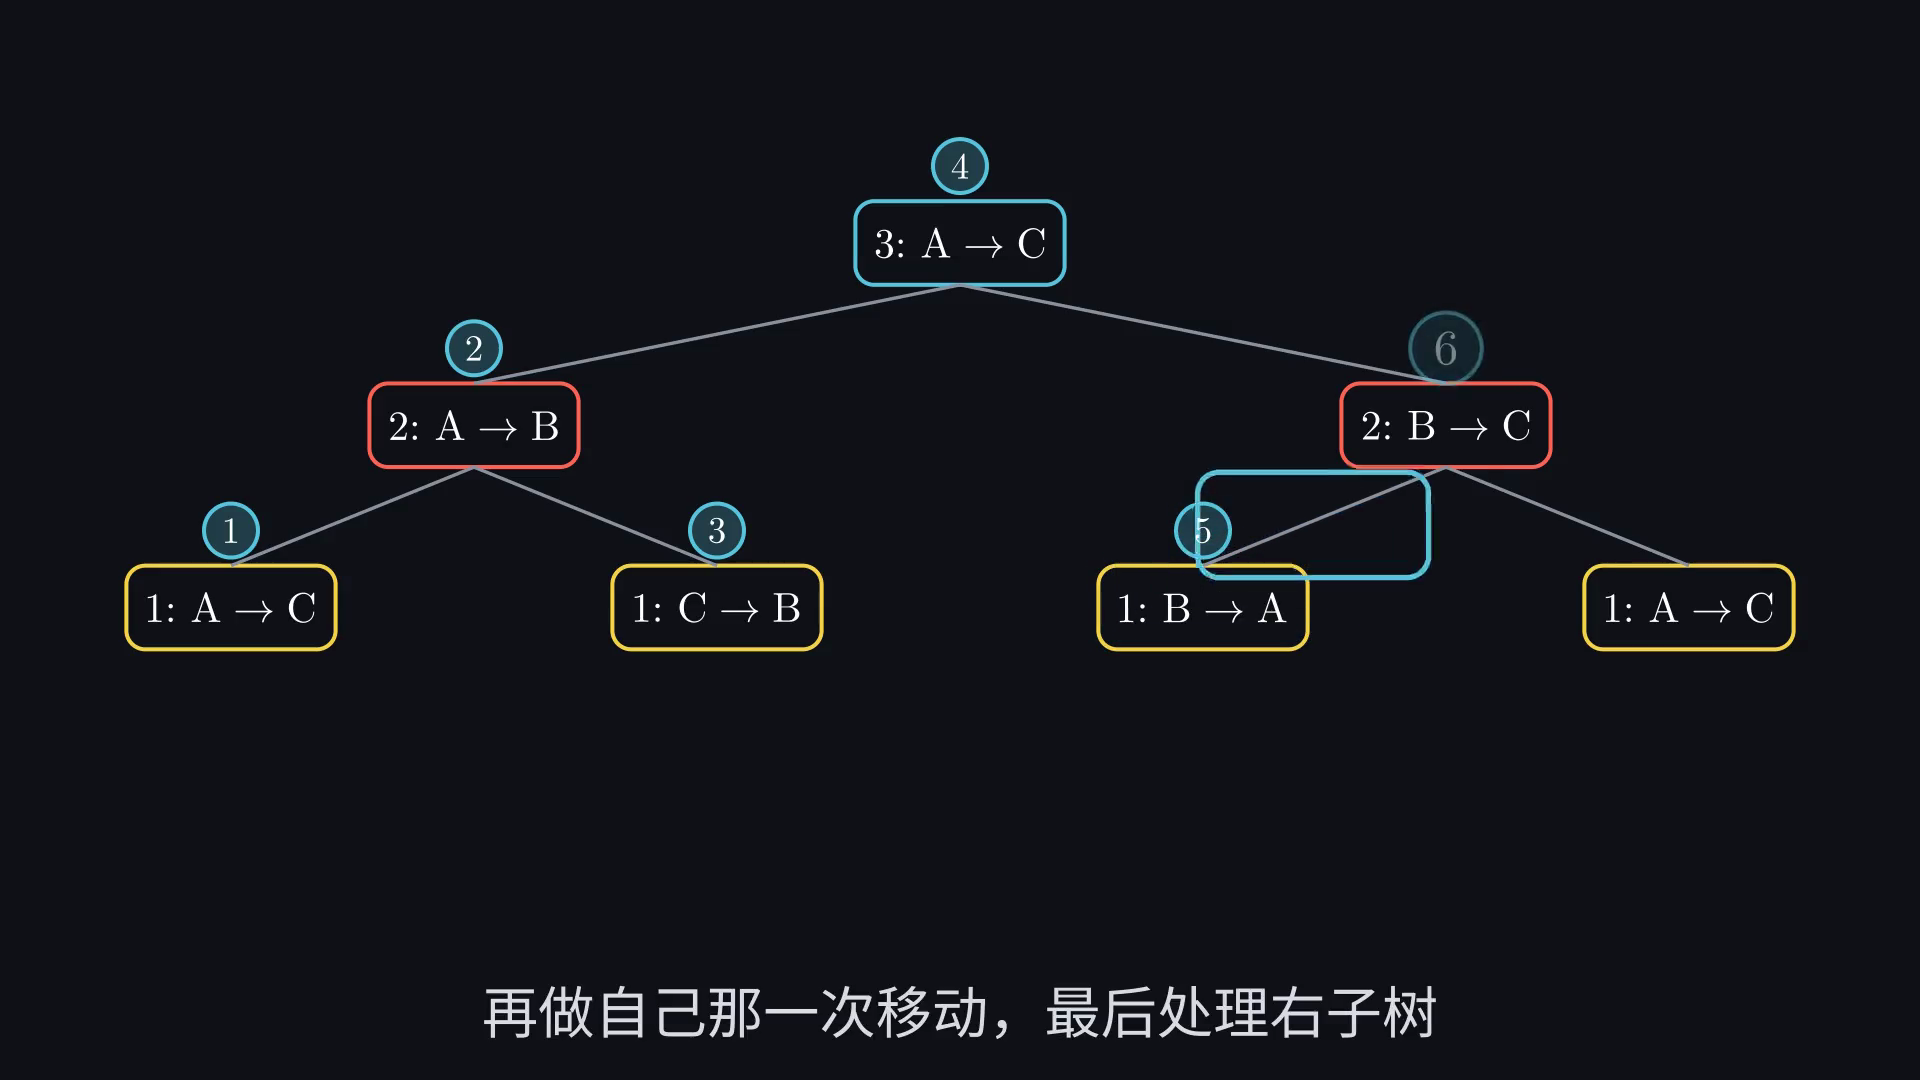 4
3: A → C
2
6
2: A → B
2: B → C
1
3
5
1: A → C
1: C → B
1: B → A
1: A → C
再做自己那一次移动，最后处理右子树